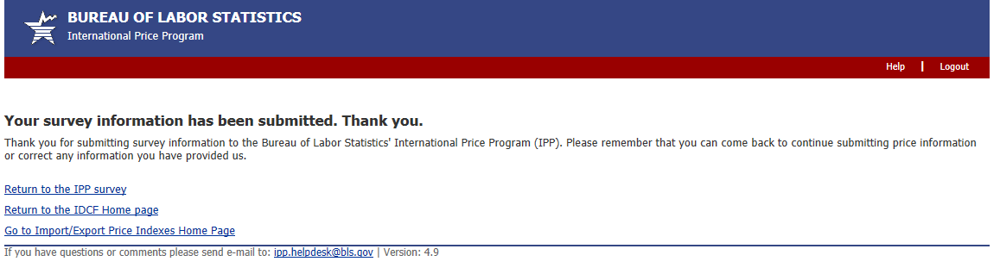 BUREAU OF LABOR STATISTICS
International Price Program
Help | Logout
Your survey information has been submitted. Thank you.
Thank you for submitting survey information to the Bureau of Labor Statistics' International Price Program (IPP). Please remember that you can come back to continue submitting price information
or correct any information you have provided us.
Return to the IPP survey
Return to the IDCF Home page
Go to Import/Export Price Indexes Home Page
If you have questions or comments please send e-mail to: ipp.helpdesk@bls.gov | Version: 4.9